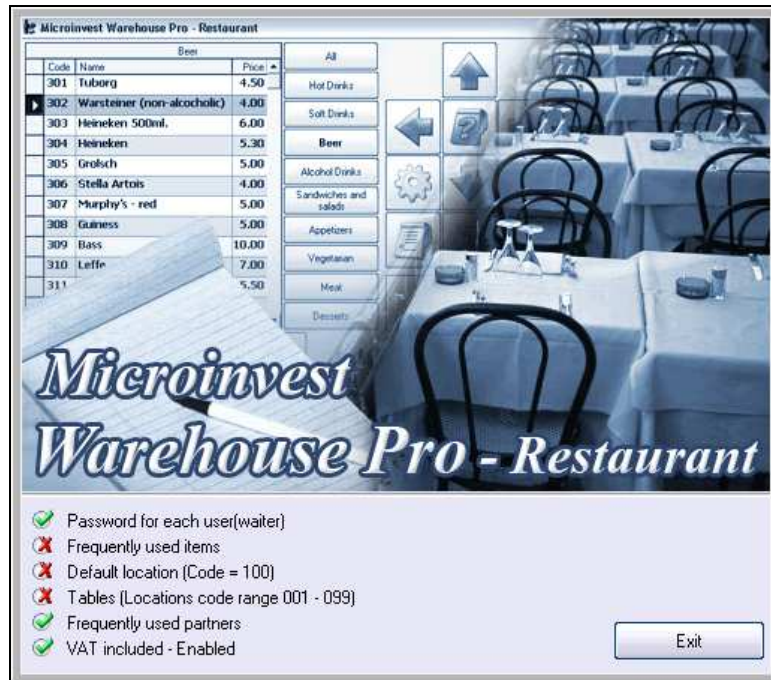 Microinvest Warehouse Pro - Restaurant
Beer
Code Name Price
301 Tuborg 4.50
302 Warsteiner (non-alcocholic) 4.00
303 Heineken 500ml. 6.00
304 Heineken 5.30
305 Grolsch 5.00
306 Stella Artois 4.00
307 Murphy's - red 5.00
308 Guiness 5.00
309 Bass 10.00
310 Leffe 7.00
311 5.50
All
Hot Drinks
Soft Drinks
Beer
Alcohol Drinks
Sandwiches and
salads
Appetizers
Vegetarian
Meat
Desserts
Microinvest
Warehouse Pro - Restaurant
Password for each user(waiter)
Frequently used items
Default location (Code = 100)
Tables (Locations code range 001 - 099)
Frequently used partners
VAT included - Enabled
Exit